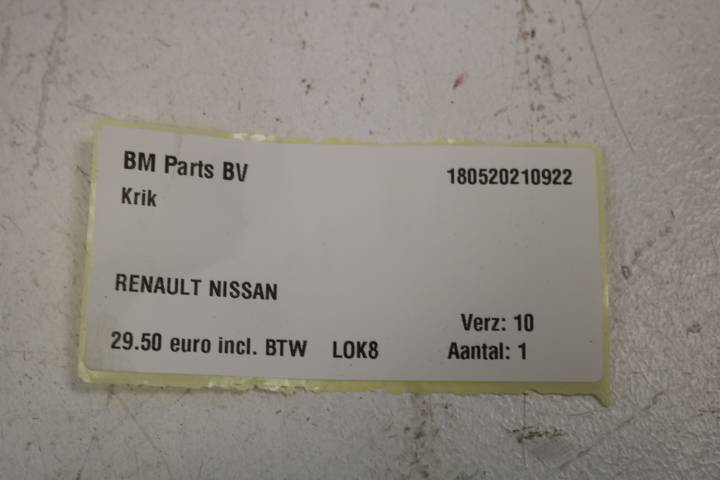 BM Parts BV 180520210922
Krik
RENAULT NISSAN
Verz: 10
29.50 euro incl. BTW LOK8 Aantal: 1